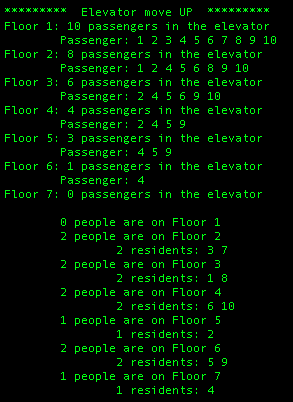 ********* Elevator move UP *********
Floor 1: 10 passengers in the elevator
Passenger: 1 2 3 4 5 6 7 8 9 10
Floor 2: 8 passengers in the elevator
Passenger: 1 2 4 5 6 8 9 10
Floor 3: 6 passengers in the elevator
Passenger: 2 4 5 6 9 10
Floor 4: 4 passengers in the elevator
Passenger: 2 4 5 9
Floor 5: 3 passengers in the elevator
Passenger: 4 5 9
Floor 6: 1 passengers in the elevator
Passenger: 4
Floor 7: 0 passengers in the elevator
0 people are on Floor 1
2 people are on Floor 2
2 residents: 3 7
2 people are on Floor 3
2 residents: 1 8
2 people are on Floor 4
2 residents: 6 10
1 people are on Floor 5
1 residents: 2
2 people are on Floor 6
2 residents: 5 9
1 people are on Floor 7
1 residents: 4